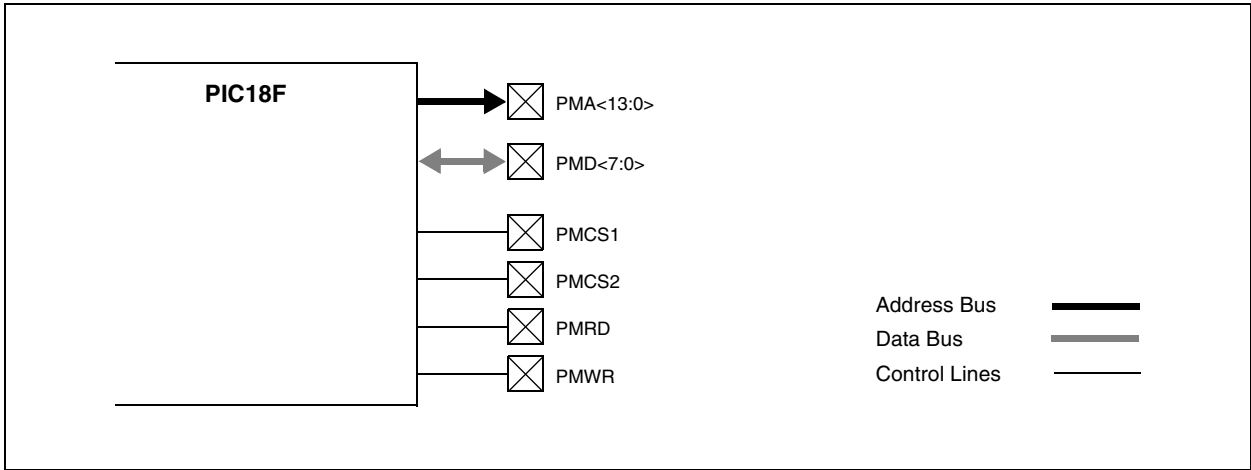 PIC18F
PMA<13:0>
PMD<7:0>
PMCS1
PMCS2
PMRD
PMWR
Address Bus
Data Bus
Control Lines